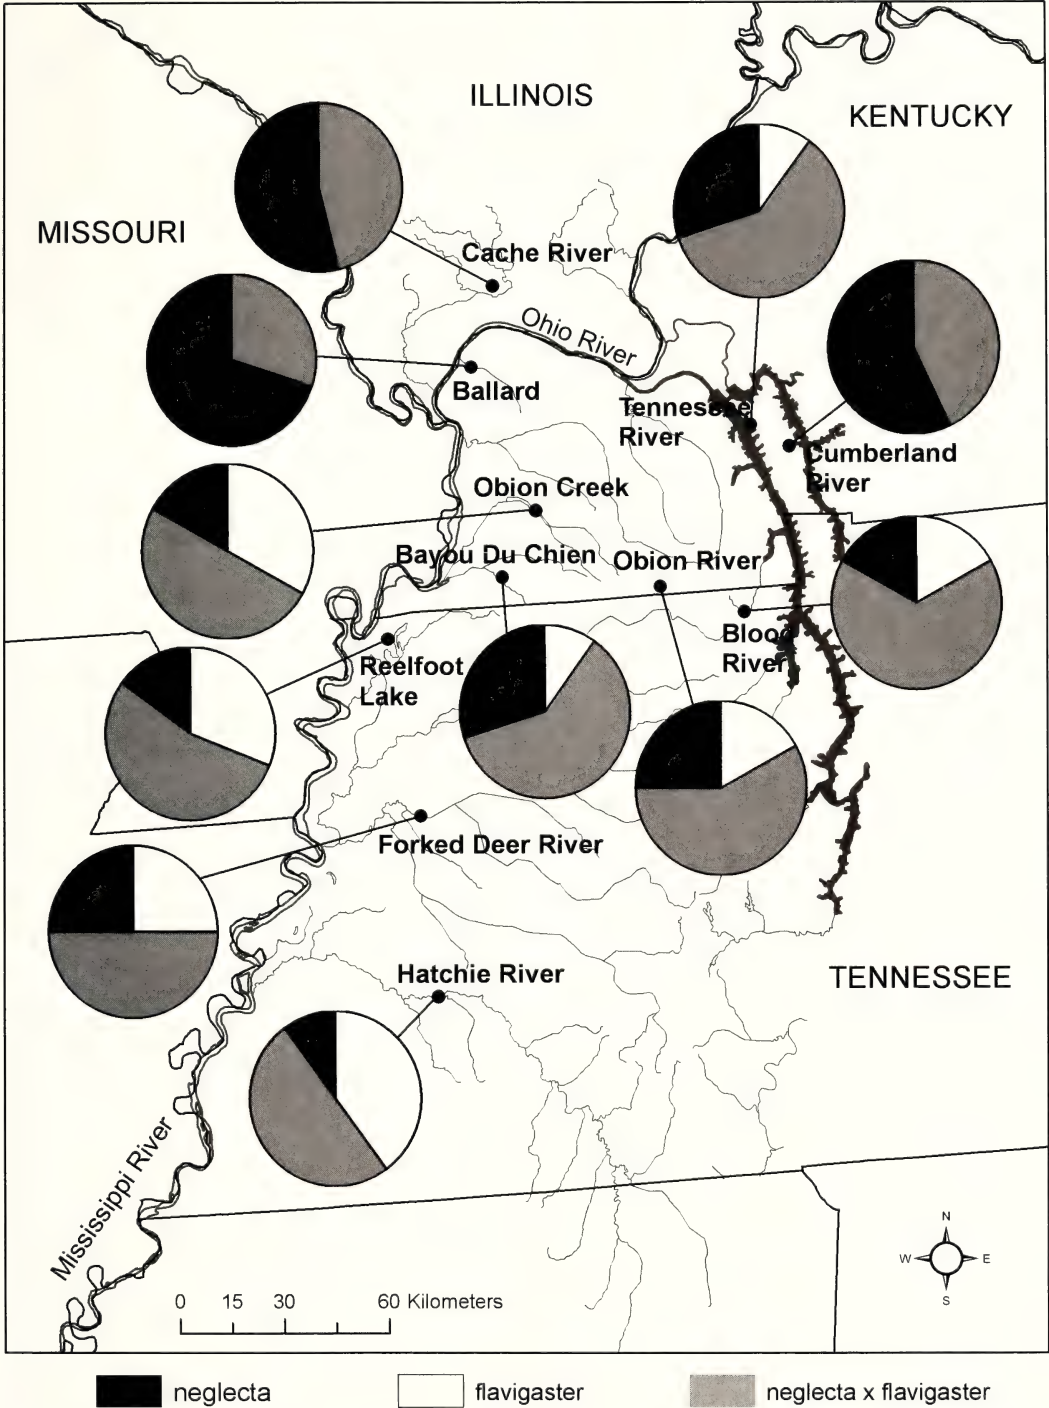 ILLINOIS
KENTUCKY
MISSOURI
Cache River
Ohio River
Ballard
Tennessee
River
Cumberland
River
Obion Creek
Bayou Du Chien
Obion River
Blood
River
Reelfoot
Lake
Forked Deer River
Hatchie River
TENNESSEE
Mississippi River
N
W
E
S
0 15 30 60 Kilometers
neglecta
flavigaster
neglecta x flavigaster